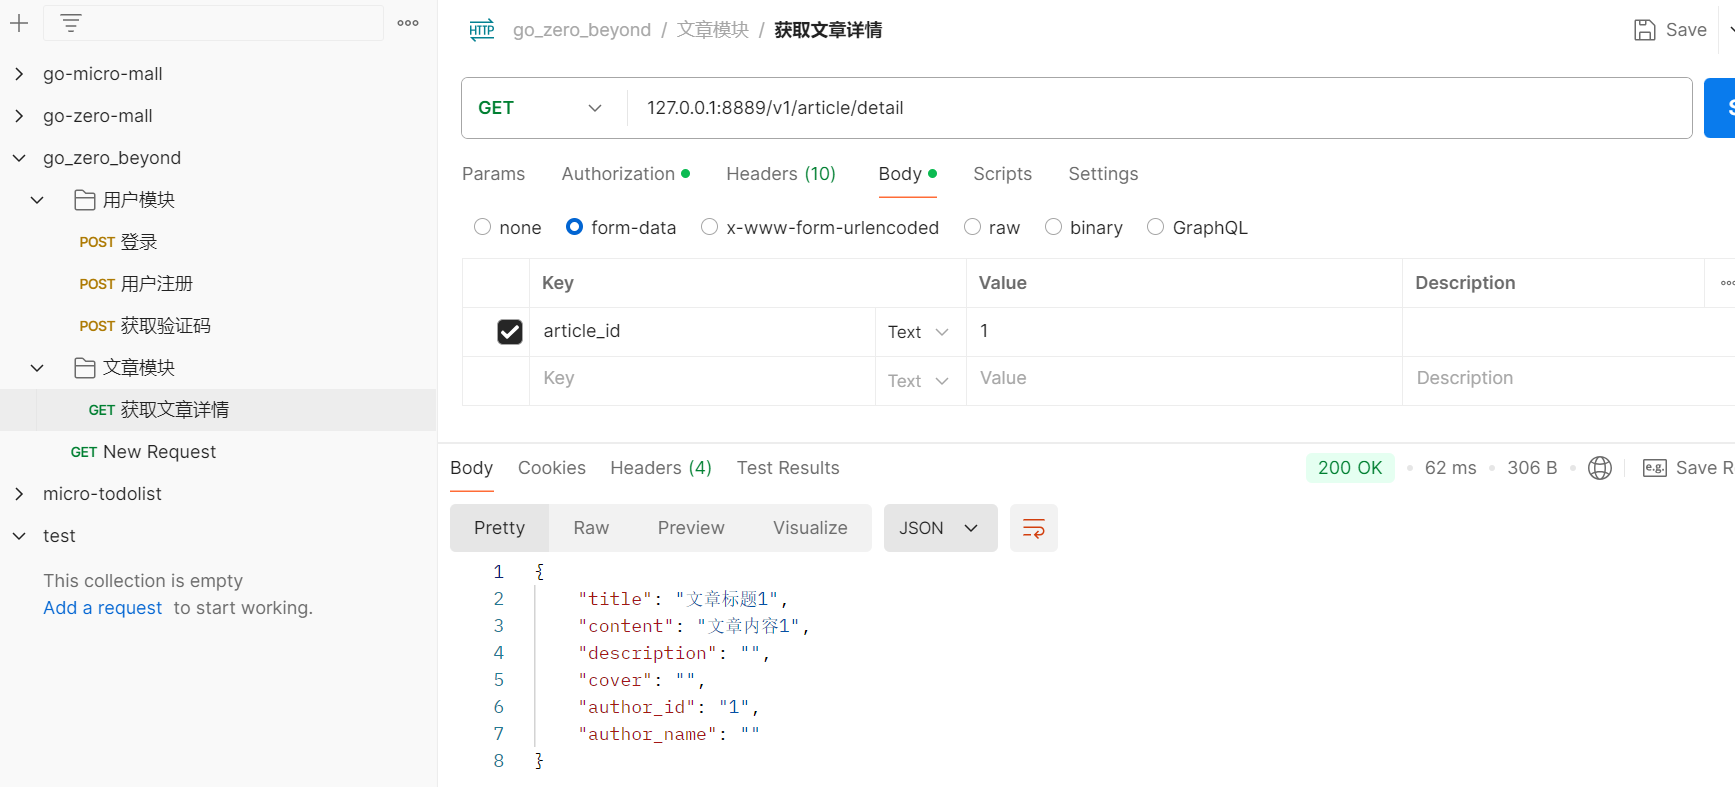 go-micro-mall
go-zero-mall
go_zero_beyond
用户模块
POST 登录
POST 用户注册
POST 获取验证码
文章模块
GET 获取文章详情
GET New Request
micro-todolist
test
This collection is empty
Add a request to start working.
HTTP go_zero_beyond / 文章模块 / 获取文章详情
Save
GET 127.0.0.1:8889/v1/article/detail
Params Authorization Headers (10) Body Scripts Settings
none form-data x-www-form-urlencoded raw binary GraphQL
Key Value Description
article_id Text 1
Key Text Value Description
Body Cookies Headers (4) Test Results 200 OK 62 ms 306 B e.g. Save R
Pretty Raw Preview Visualize JSON
1 {
2 "title": "文章标题1",
3 "content": "文章内容1",
4 "description": "",
5 "cover": "",
6 "author_id": "1",
7 "author_name": ""
8 }